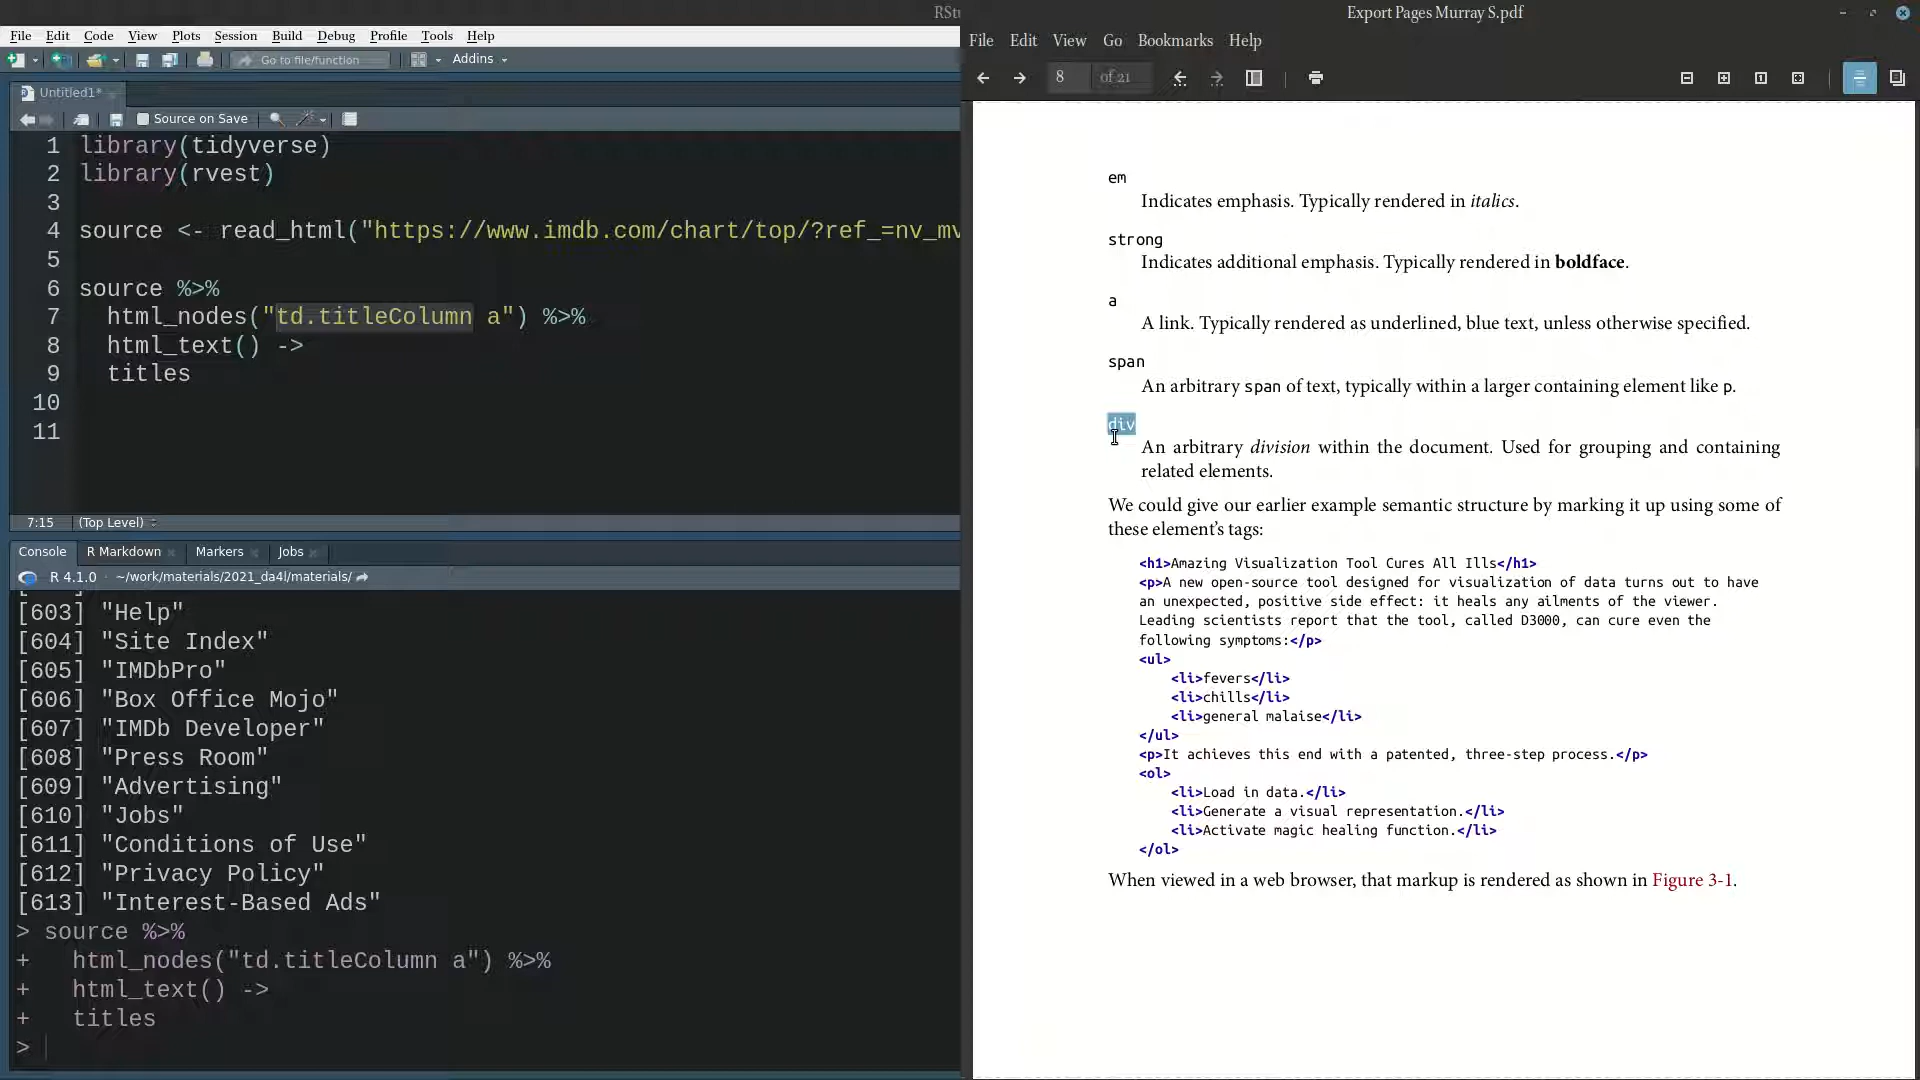 RStu
File Edit Code View Plots Session Build Debug Profile Tools Help
Go to file/function Addins
Untitled1*
Source on Save
1 library(tidyverse)
2 library(rvest)
3
4 source <- read_html("https://www.imdb.com/chart/top/?ref_=nv_mv
5
6 source %>%
7 html_nodes("td.titleColumn a") %>%
8 html_text() ->
9 titles
10
11
7:15 (Top Level)
Console R Markdown Markers Jobs
R 4.1.0 · ~/work/materials/2021_da4l/materials/
[603] "Help"
[604] "Site Index"
[605] "IMDbPro"
[606] "Box Office Mojo"
[607] "IMDb Developer"
[608] "Press Room"
[609] "Advertising"
[610] "Jobs"
[611] "Conditions of Use"
[612] "Privacy Policy"
[613] "Interest-Based Ads"
> source %>%
+ html_nodes("td.titleColumn a") %>%
+ html_text() ->
+ titles
>
Export Pages Murray S.pdf
File Edit View Go Bookmarks Help
8 of 21
em
Indicates emphasis. Typically rendered in italics.
strong
Indicates additional emphasis. Typically rendered in boldface.
a
A link. Typically rendered as underlined, blue text, unless otherwise specified.
span
An arbitrary span of text, typically within a larger containing element like p.
div
An arbitrary division within the document. Used for grouping and containing
related elements.
We could give our earlier example semantic structure by marking it up using some of
these element's tags:
<h1>Amazing Visualization Tool Cures All Ills</h1>
<p>A new open-source tool designed for visualization of data turns out to have
an unexpected, positive side effect: it heals any ailments of the viewer.
Leading scientists report that the tool, called D3000, can cure even the
following symptoms:</p>
<ul>
<li>fevers</li>
<li>chills</li>
<li>general malaise</li>
</ul>
<p>It achieves this end with a patented, three-step process.</p>
<ol>
<li>Load in data.</li>
<li>Generate a visual representation.</li>
<li>Activate magic healing function.</li>
</ol>
When viewed in a web browser, that markup is rendered as shown in Figure 3-1.